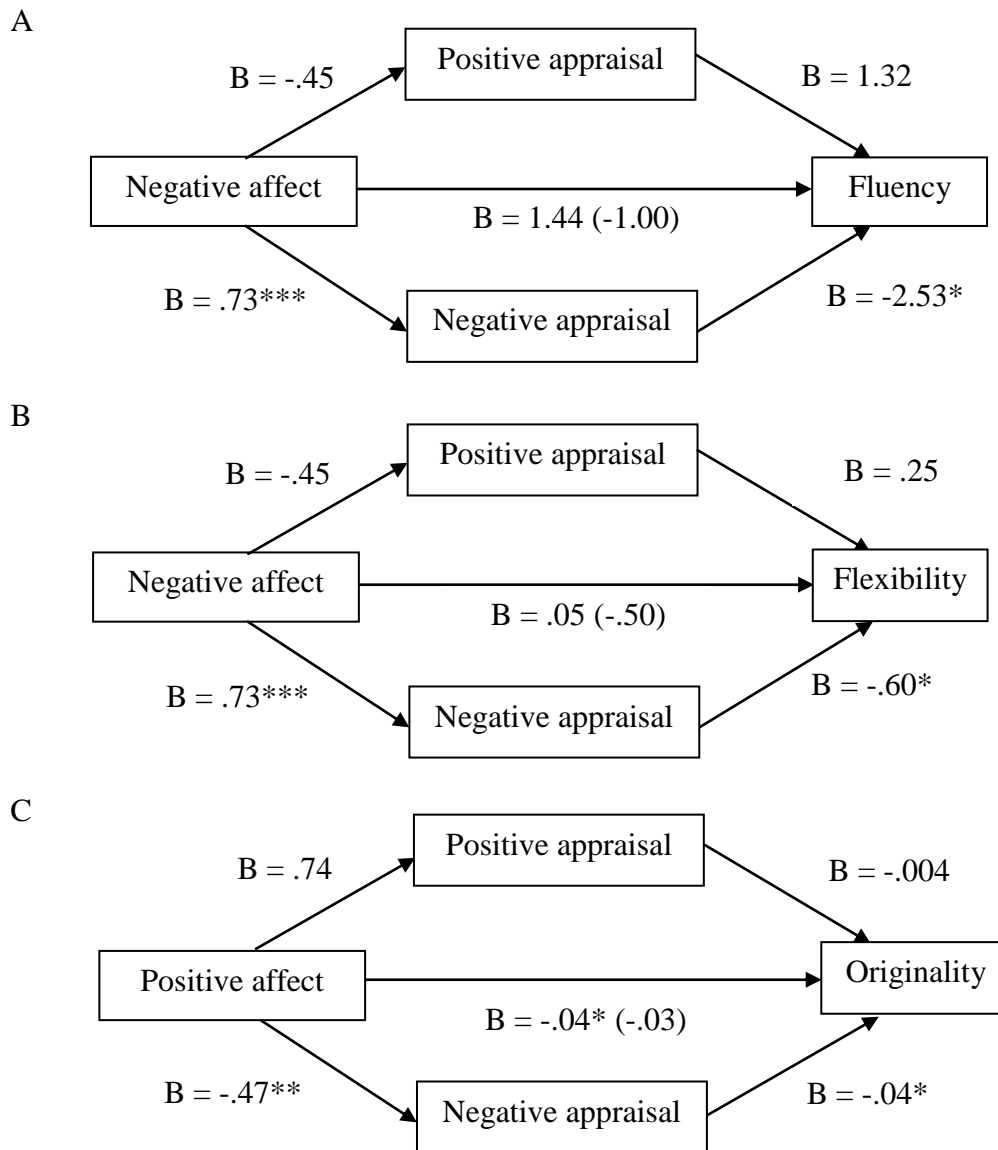 A
Positive appraisal
B = -.45
B = 1.32
Negative affect
Fluency
B = 1.44 (-1.00)
B = .73***
B = -2.53*
Negative appraisal
B
Positive appraisal
B = -.45
B = .25
Negative affect
Flexibility
B = .05 (-.50)
B = .73***
B = -.60*
Negative appraisal
C
Positive appraisal
B = .74
B = -.004
Positive affect
Originality
B = -.04* (-.03)
B = -.47**
B = -.04*
Negative appraisal